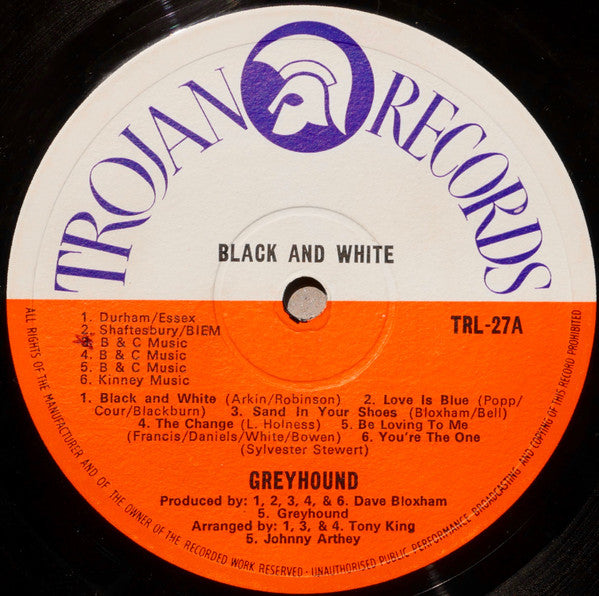 TROJAN RECORDS
BLACK AND WHITE
TRL-27A
1. Durham/Essex
2. Shaftesbury/BIEM
3. B & C Music
4. B & C Music
5. B & C Music
6. Kinney Music
1. Black and White (Arkin/Robinson) 2. Love Is Blue (Popp/
Cour/Blackburn) 3. Sand In Your Shoes (Bloxham/Bell)
4. The Change (L. Holness) 5. Be Loving To Me
(Francis/Daniels/White/Bowen) 6. You're The One
(Sylvester Stewert)
GREYHOUND
Produced by: 1, 2, 3, 4, & 6. Dave Bloxham
5. Greyhound
Arranged by: 1, 3, & 4. Tony King
5. Johnny Arthey
ALL RIGHTS OF THE MANUFACTURER AND OF THE OWNER OF THE RECORDED WORK RESERVED - UNAUTHORISED PUBLIC PERFORMANCE BROADCASTING AND COPYING OF THIS RECORD PROHIBITED